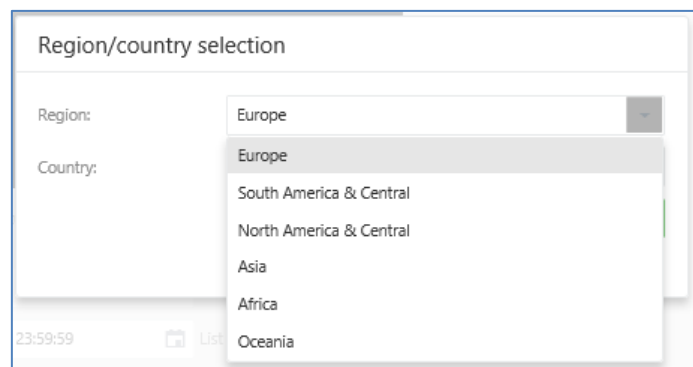 Region/country selection
Region:
Europe
Country:
Europe
South America & Central
North America & Central
Asia
Africa
Oceania
23:59:59
List